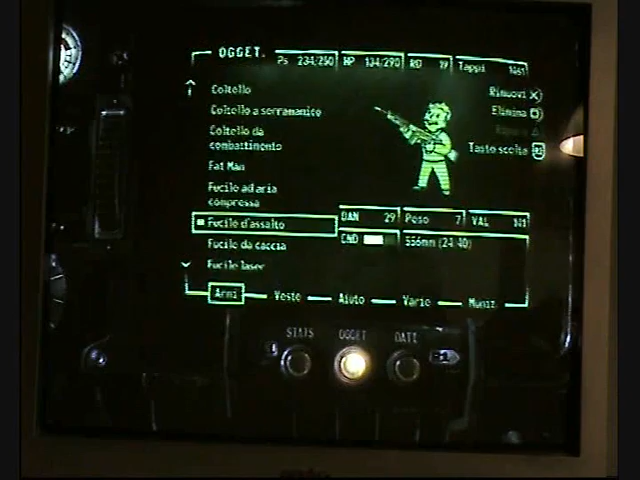 OGGET.
Ps 234/250 HP 134/290 RD 19 Tappi
Coltello
Coltello a serramanico
Coltello da
combattimento
Fat Man
Fucile ad aria
compressa
Fucile d'assalto
Fucile da caccia
Fucile laser
Rimuovi X
Elimina
Tasto scelta
DAN 29 Peso 7 VAL
CND 556mm (24/40)
Armi Veste Aiuto Varie Muniz.
STATS OGGET DATI